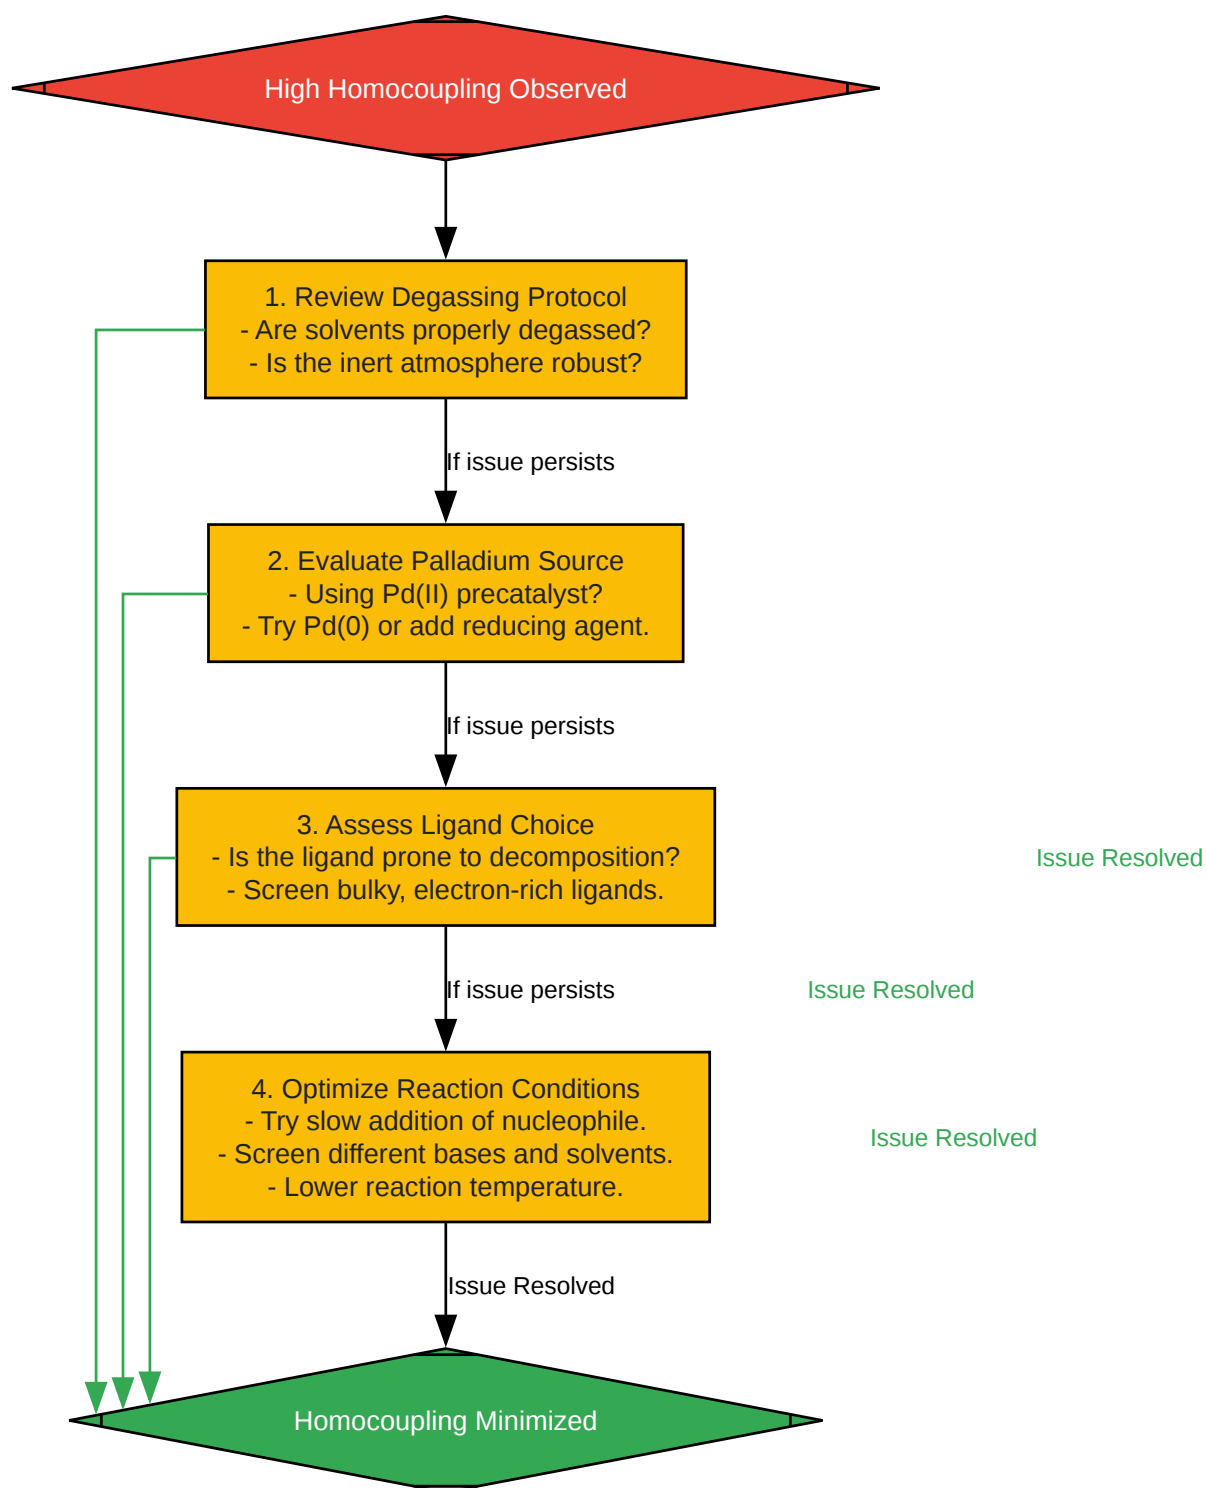 High Homocoupling Observed
1. Review Degassing Protocol
- Are solvents properly degassed?
- Is the inert atmosphere robust?
If issue persists
2. Evaluate Palladium Source
- Using Pd(II) precatalyst?
- Try Pd(0) or add reducing agent.
If issue persists
3. Assess Ligand Choice
- Is the ligand prone to decomposition?
- Screen bulky, electron-rich ligands.
Issue Resolved
If issue persists
Issue Resolved
4. Optimize Reaction Conditions
- Try slow addition of nucleophile.
- Screen different bases and solvents.
- Lower reaction temperature.
Issue Resolved
Issue Resolved
Homocoupling Minimized